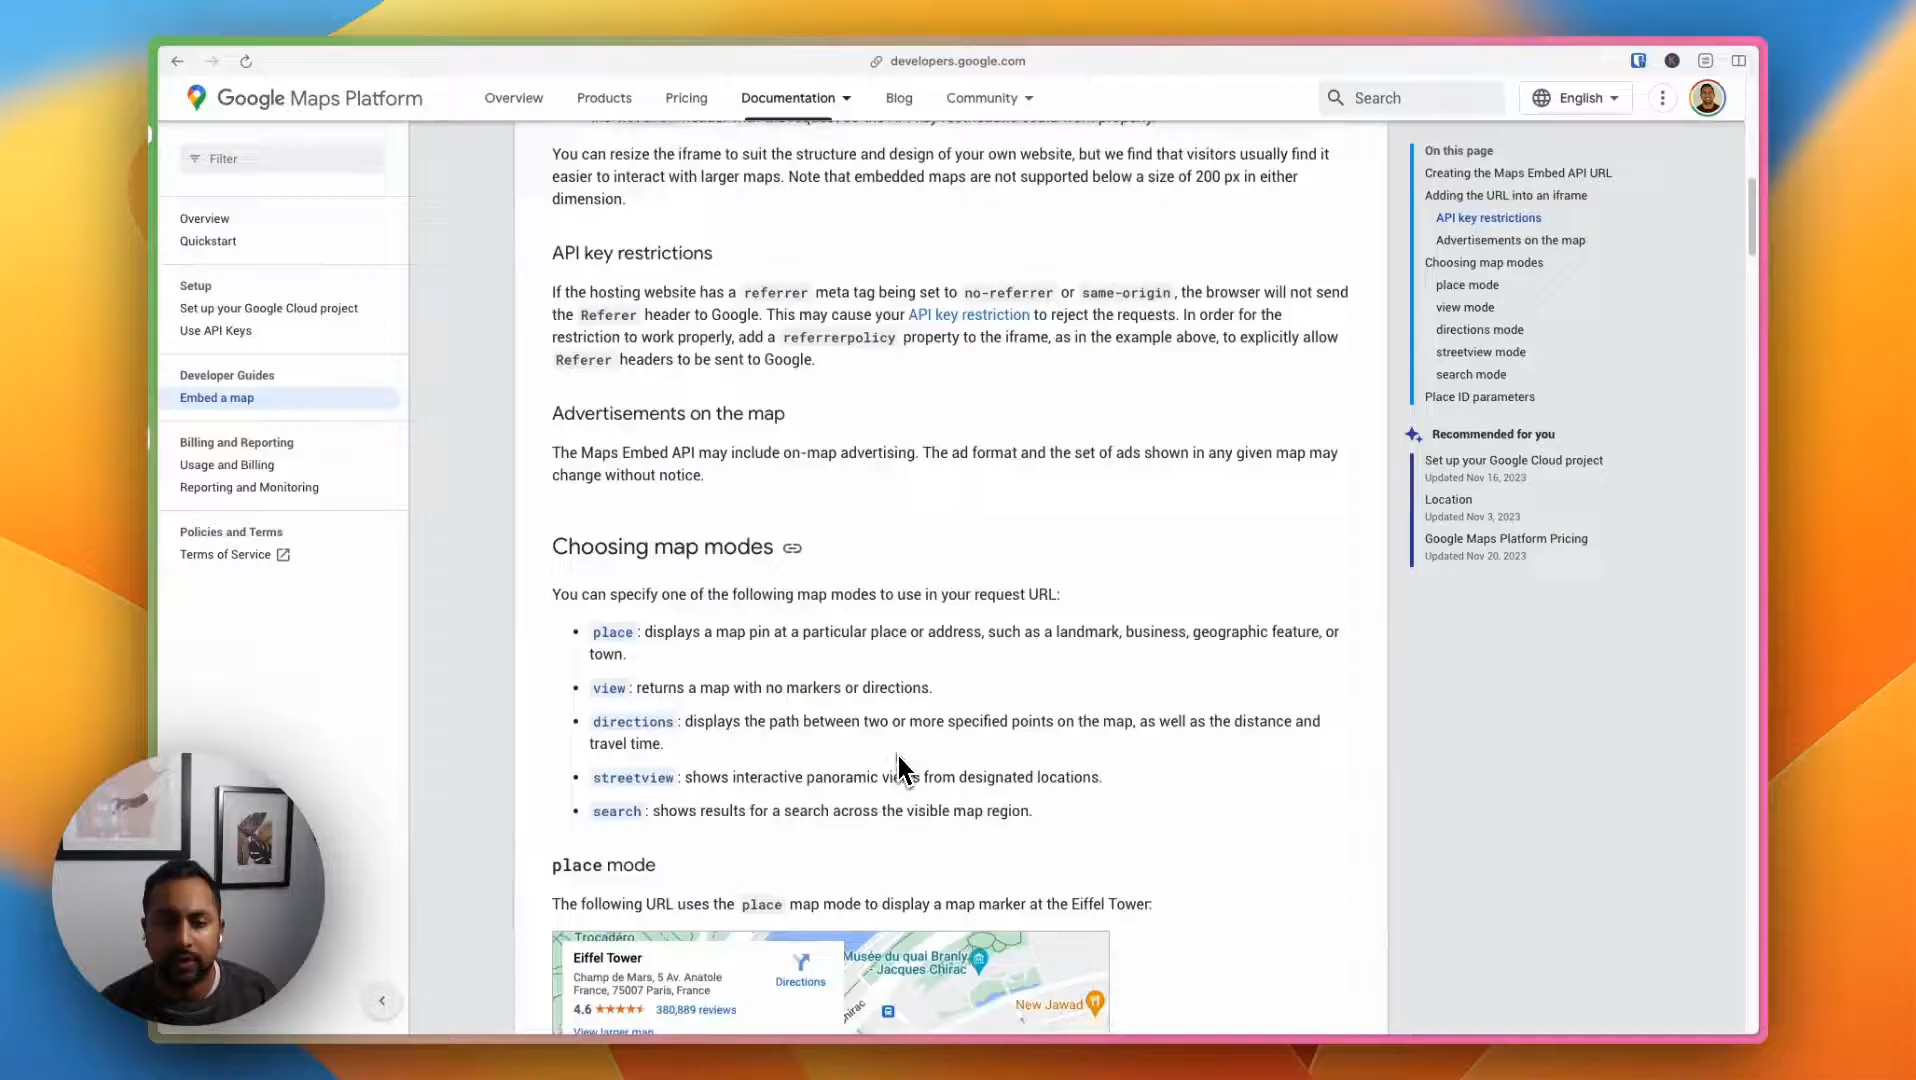 developers.google.com
Google Maps Platform
Overview
Products
Pricing
Documentation
Blog
Community
Search
English
Filter
Overview
Quickstart
Setup
Set up your Google Cloud project
Use API Keys
Developer Guides
Embed a map
Billing and Reporting
Usage and Billing
Reporting and Monitoring
Policies and Terms
Terms of Service
You can resize the iframe to suit the structure and design of your own website, but we find that visitors usually find it
easier to interact with larger maps. Note that embedded maps are not supported below a size of 200 px in either
dimension.
API key restrictions
If the hosting website has a referrer meta tag being set to no-referrer or same-origin, the browser will not send
the Referer header to Google. This may cause your API key restriction to reject the requests. In order for the
restriction to work properly, add a referrerpolicy property to the iframe, as in the example above, to explicitly allow
Referer headers to be sent to Google.
Advertisements on the map
The Maps Embed API may include on-map advertising. The ad format and the set of ads shown in any given map may
change without notice.
Choosing map modes
You can specify one of the following map modes to use in your request URL:
• place: displays a map pin at a particular place or address, such as a landmark, business, geographic feature, or
town.
• view: returns a map with no markers or directions.
• directions: displays the path between two or more specified points on the map, as well as the distance and
travel time.
• streetview: shows interactive panoramic views from designated locations.
• search: shows results for a search across the visible map region.
place mode
The following URL uses the place map mode to display a map marker at the Eiffel Tower:
Trocadéro
Eiffel Tower
Champ de Mars, 5 Av. Anatole
France, 75007 Paris, France
4.6
380,889 reviews
View larger map
Directions
Musée du quai Branly
- Jacques Chirac
New Jawad
On this page
Creating the Maps Embed API URL
Adding the URL into an iframe
API key restrictions
Advertisements on the map
Choosing map modes
place mode
view mode
directions mode
streetview mode
search mode
Place ID parameters
Recommended for you
Set up your Google Cloud project
Updated Nov 16, 2023
Location
Updated Nov 3, 2023
Google Maps Platform Pricing
Updated Nov 20, 2023